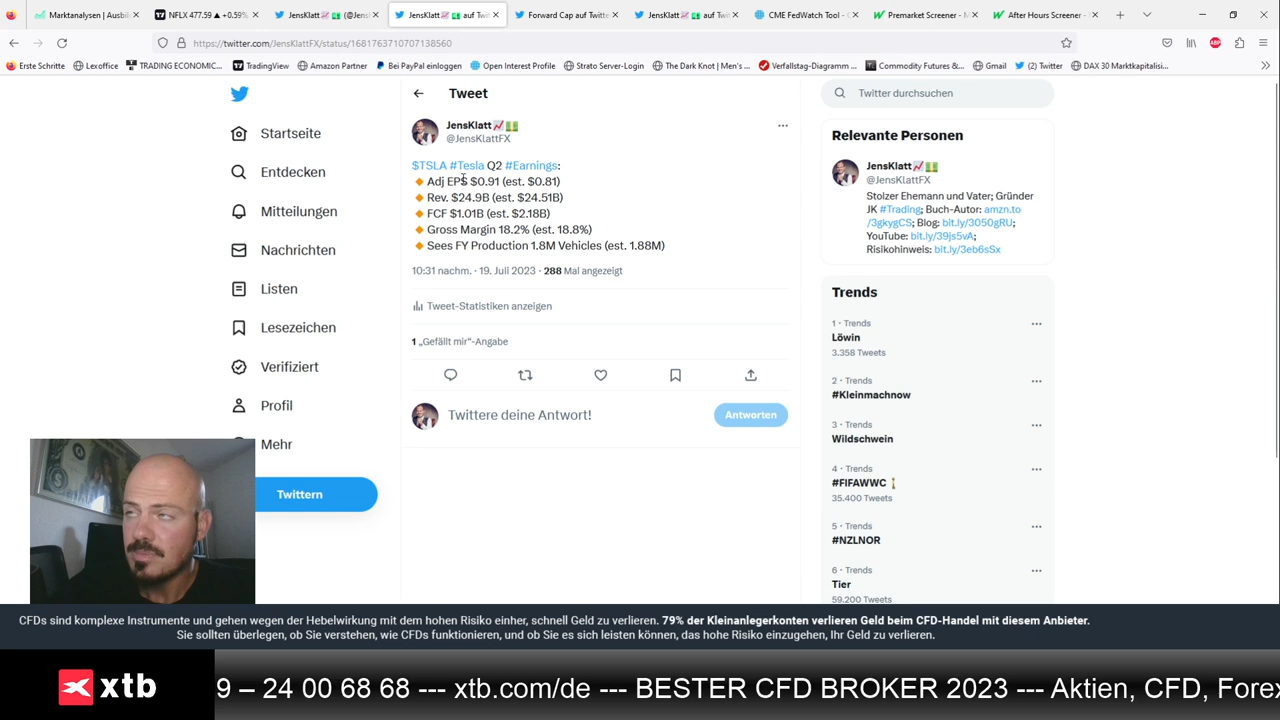 Marktanalysen | Ausbil
NFLX 477.59 ▲ +0.59%
JensKlatt📈💵 (@Jens
JensKlatt📈💵 auf Twi
Forward Cap auf Twitte
JensKlatt📈💵 auf Twi
CME FedWatch Tool - C
Premarket Screener - M
After Hours Screener -
https://twitter.com/JensKlattFX/status/1681763710707138560
Erste Schritte
Lexoffice
TRADING ECONOMIC...
TradingView
Amazon Partner
Bei PayPal einloggen
Open Interest Profile
Strato Server-Login
The Dark Knot | Men's ...
Verfallstag-Diagramm ...
Commodity Futures &...
Gmail
(2) Twitter
DAX 30 Marktkapitalisi...
Startseite
Entdecken
Mitteilungen
Nachrichten
Listen
Lesezeichen
Verifiziert
Profil
Mehr
Twittern
Tweet
JensKlatt📈💵
@JensKlattFX
$TSLA #Tesla Q2 #Earnings:
🔸Adj EPS $0.91 (est. $0.81)
🔸Rev. $24.9B (est. $24.51B)
🔸FCF $1.01B (est. $2.18B)
🔸Gross Margin 18.2% (est. 18.8%)
🔸Sees FY Production 1.8M Vehicles (est. 1.88M)
10:31 nachm. · 19. Juli 2023 · 288 Mal angezeigt
Tweet-Statistiken anzeigen
1 „Gefällt mir“-Angabe
Twittere deine Antwort!
Antworten
Twitter durchsuchen
Relevante Personen
JensKlatt📈💵
@JensKlattFX
Stolzer Ehemann und Vater; Gründer
JK #Trading; Buch-Autor: amzn.to
/3gkygCS; Blog: bit.ly/3050gRU;
YouTube: bit.ly/39js5vA;
Risikohinweis: bit.ly/3eb6sSx
Trends
1 · Trends
Löwin
3.358 Tweets
2 · Trends
#Kleinmachnow
3 · Trends
Wildschwein
4 · Trends
#FIFAWWC
35.400 Tweets
5 · Trends
#NZLNOR
6 · Trends
Tier
59.200 Tweets
CFDs sind komplexe Instrumente und gehen wegen der Hebelwirkung mit dem hohen Risiko einher, schnell Geld zu verlieren. 79% der Kleinanlegerkonten verlieren Geld beim CFD-Handel mit diesem Anbieter.
Sie sollten überlegen, ob Sie verstehen, wie CFDs funktionieren, und ob Sie es sich leisten können, das hohe Risiko einzugehen, Ihr Geld zu verlieren.
xtb
9 – 24 00 68 68 --- xtb.com/de --- BESTER CFD BROKER 2023 --- Aktien, CFD, Forex